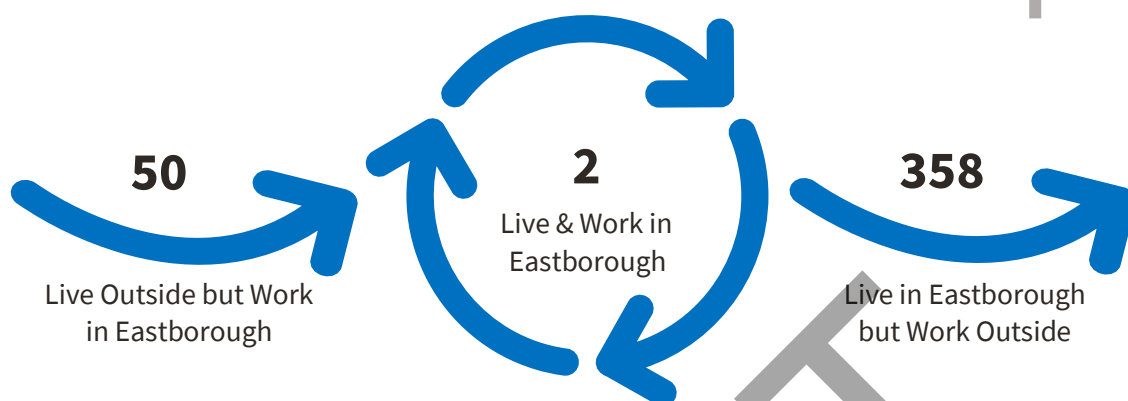 50
Live Outside but Work
in Eastborough
2
Live & Work in
Eastborough
358
Live in Eastborough
but Work Outside